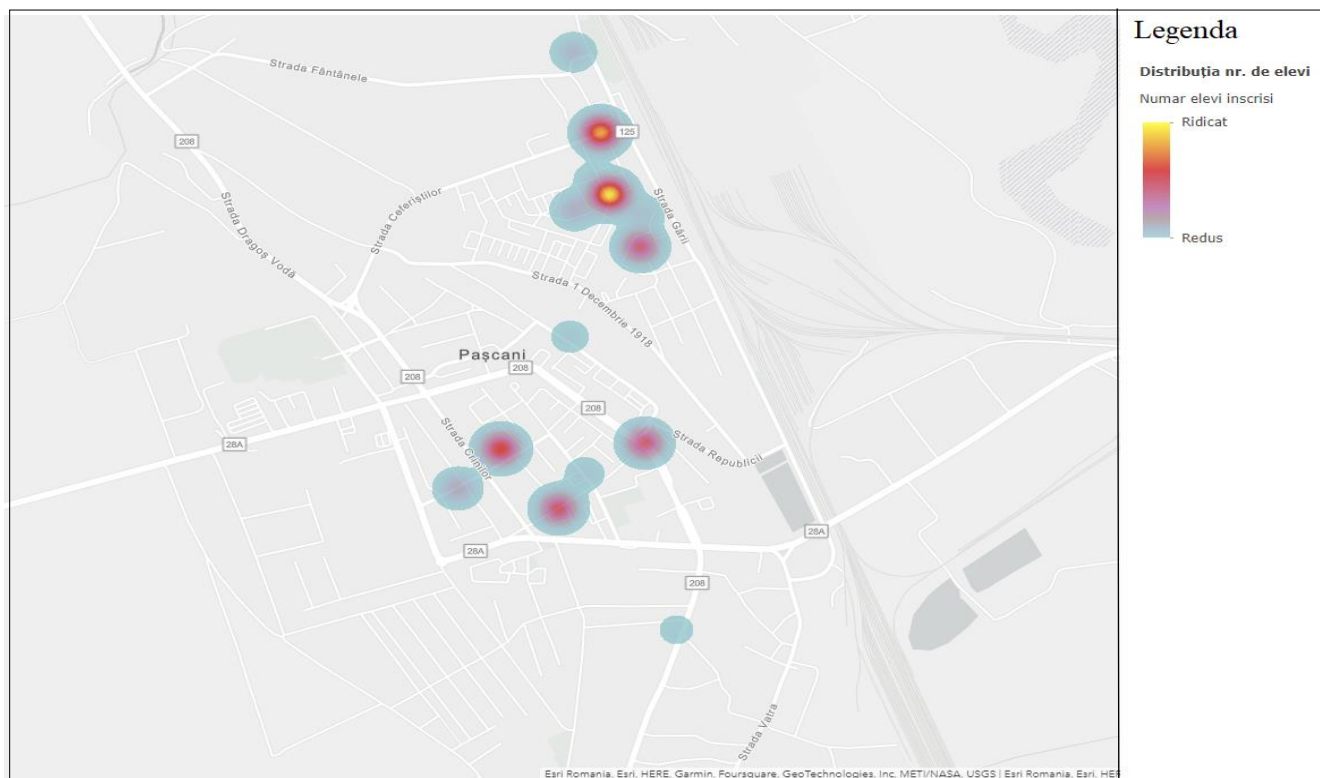 Legenda
Distribuția nr. de elevi
Numar elevi inscrisi
Ridicat
Redus
Strada Fântânele
208
125
Strada Ceferiștilor
Strada Gării
Strada Dragoș Vodă
Strada 1 Decembrie 1918
Pașcani
208
208
208
28A
Strada Crinilor
Strada Republicii
28A
28A
208
Strada Vatra
Esri Romania, Esri, HERE, Garmin, Foursquare, GeoTechnologies, Inc, METI/NASA, USGS | Esri Romania, Esri, HER